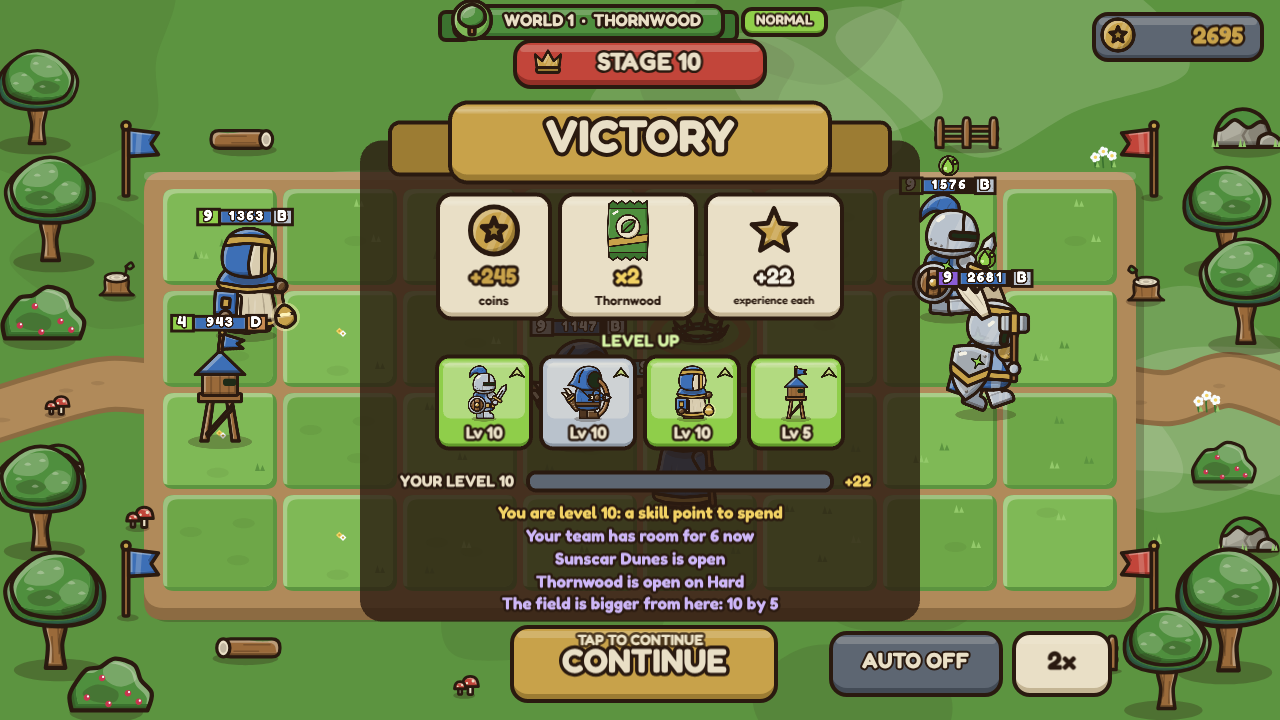 WORLD 1 • THORNWOOD
NORMAL
2695
STAGE 10
VICTORY
9 1576 B
9 1363 B
+245
coins
x2
Thornwood
+22
experience each
9 2681 B
4 943 D
9 1147 B
LEVEL UP
Lv 10
Lv 10
Lv 10
Lv 5
YOUR LEVEL 10
+22
You are level 10: a skill point to spend
Your team has room for 6 now
Sunscar Dunes is open
Thornwood is open on Hard
The field is bigger from here: 10 by 5
TAP TO CONTINUE
CONTINUE
AUTO OFF
2x